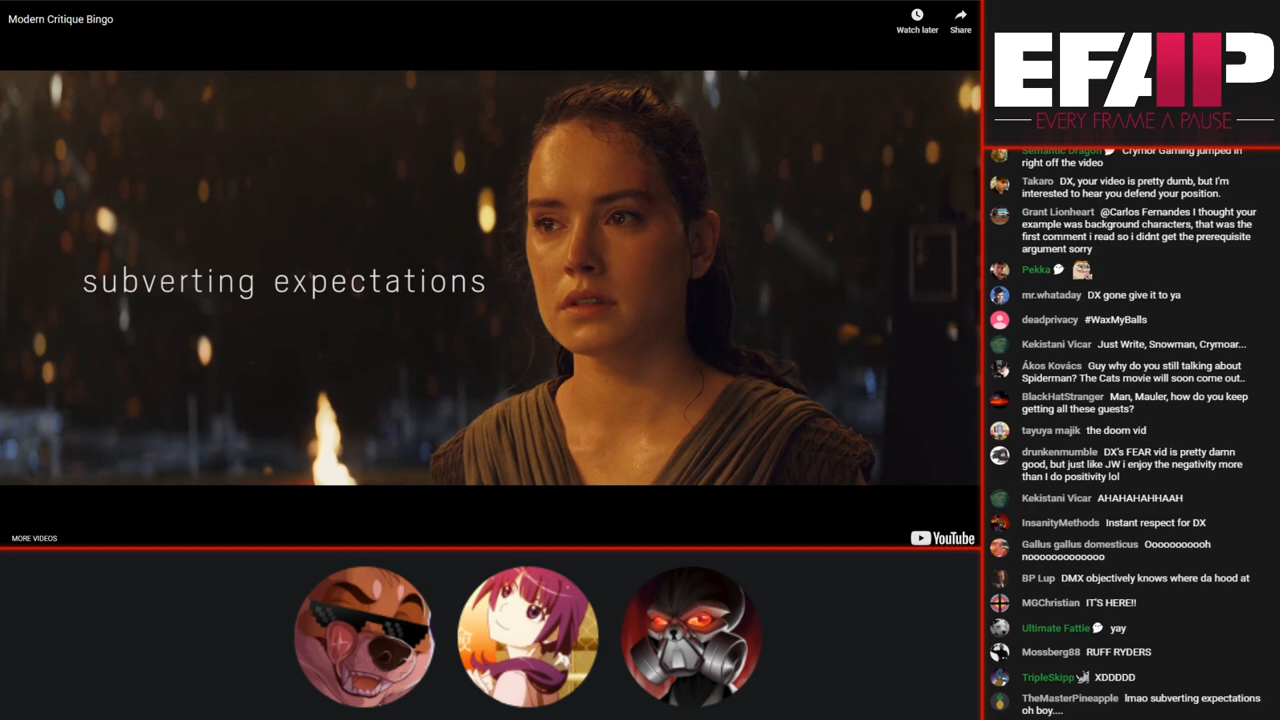 Modern Critique Bingo
Watch later
Share
subverting expectations
MORE VIDEOS
YouTube
EFAP
EVERY FRAME A PAUSE
Semantic Dragon Crymor Gaming jumped in
right off the video
Takaro DX, your video is pretty dumb, but I'm
interested to hear you defend your position.
Grant Lionheart @Carlos Fernandes I thought your
example was background characters, that was the
first comment i read so i didnt get the prerequisite
argument sorry
Pekka
mr.whataday DX gone give it to ya
deadprivacy #WaxMyBalls
Kekistani Vicar Just Write, Snowman, Crymoar...
Ákos Kovács Guy why do you still talking about
Spiderman? The Cats movie will soon come out..
BlackHatStranger Man, Mauler, how do you keep
getting all these guests?
tayuya majik the doom vid
drunkenmumble DX's FEAR vid is pretty damn
good, but just like JW i enjoy the negativity more
than I do positivity lol
Kekistani Vicar AHAHAHAHHAAH
InsanityMethods Instant respect for DX
Gallus gallus domesticus Ooooooooooh
nooooooooooooo
BP Lup DMX objectively knows where da hood at
MGChristian IT'S HERE!!
Ultimate Fattie yay
Mossberg88 RUFF RYDERS
TripleSkipp XDDDDD
TheMasterPineapple lmao subverting expectations
oh boy....